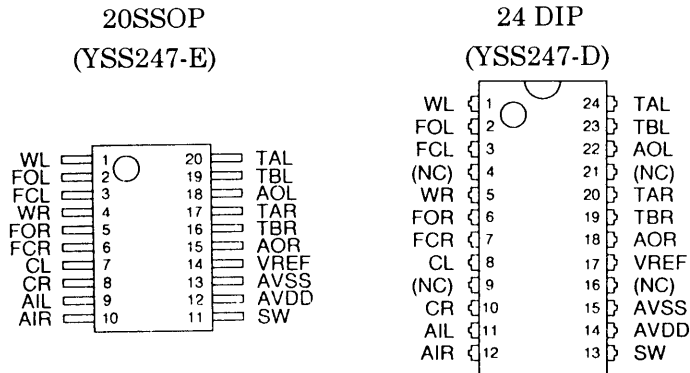 20SSOP
(YSS247-E)
WL 1 20 TAL
FOL 2 19 TBL
FCL 3 18 AOL
WR 4 17 TAR
FOR 5 16 TBR
FCR 6 15 AOR
CL 7 14 VREF
CR 8 13 AVSS
AIL 9 12 AVDD
AIR 10 11 SW
24 DIP
(YSS247-D)
WL 1 24 TAL
FOL 2 23 TBL
FCL 3 22 AOL
(NC) 4 21 (NC)
WR 5 20 TAR
FOR 6 19 TBR
FCR 7 18 AOR
CL 8 17 VREF
(NC) 9 16 (NC)
CR 10 15 AVSS
AIL 11 14 AVDD
AIR 12 13 SW